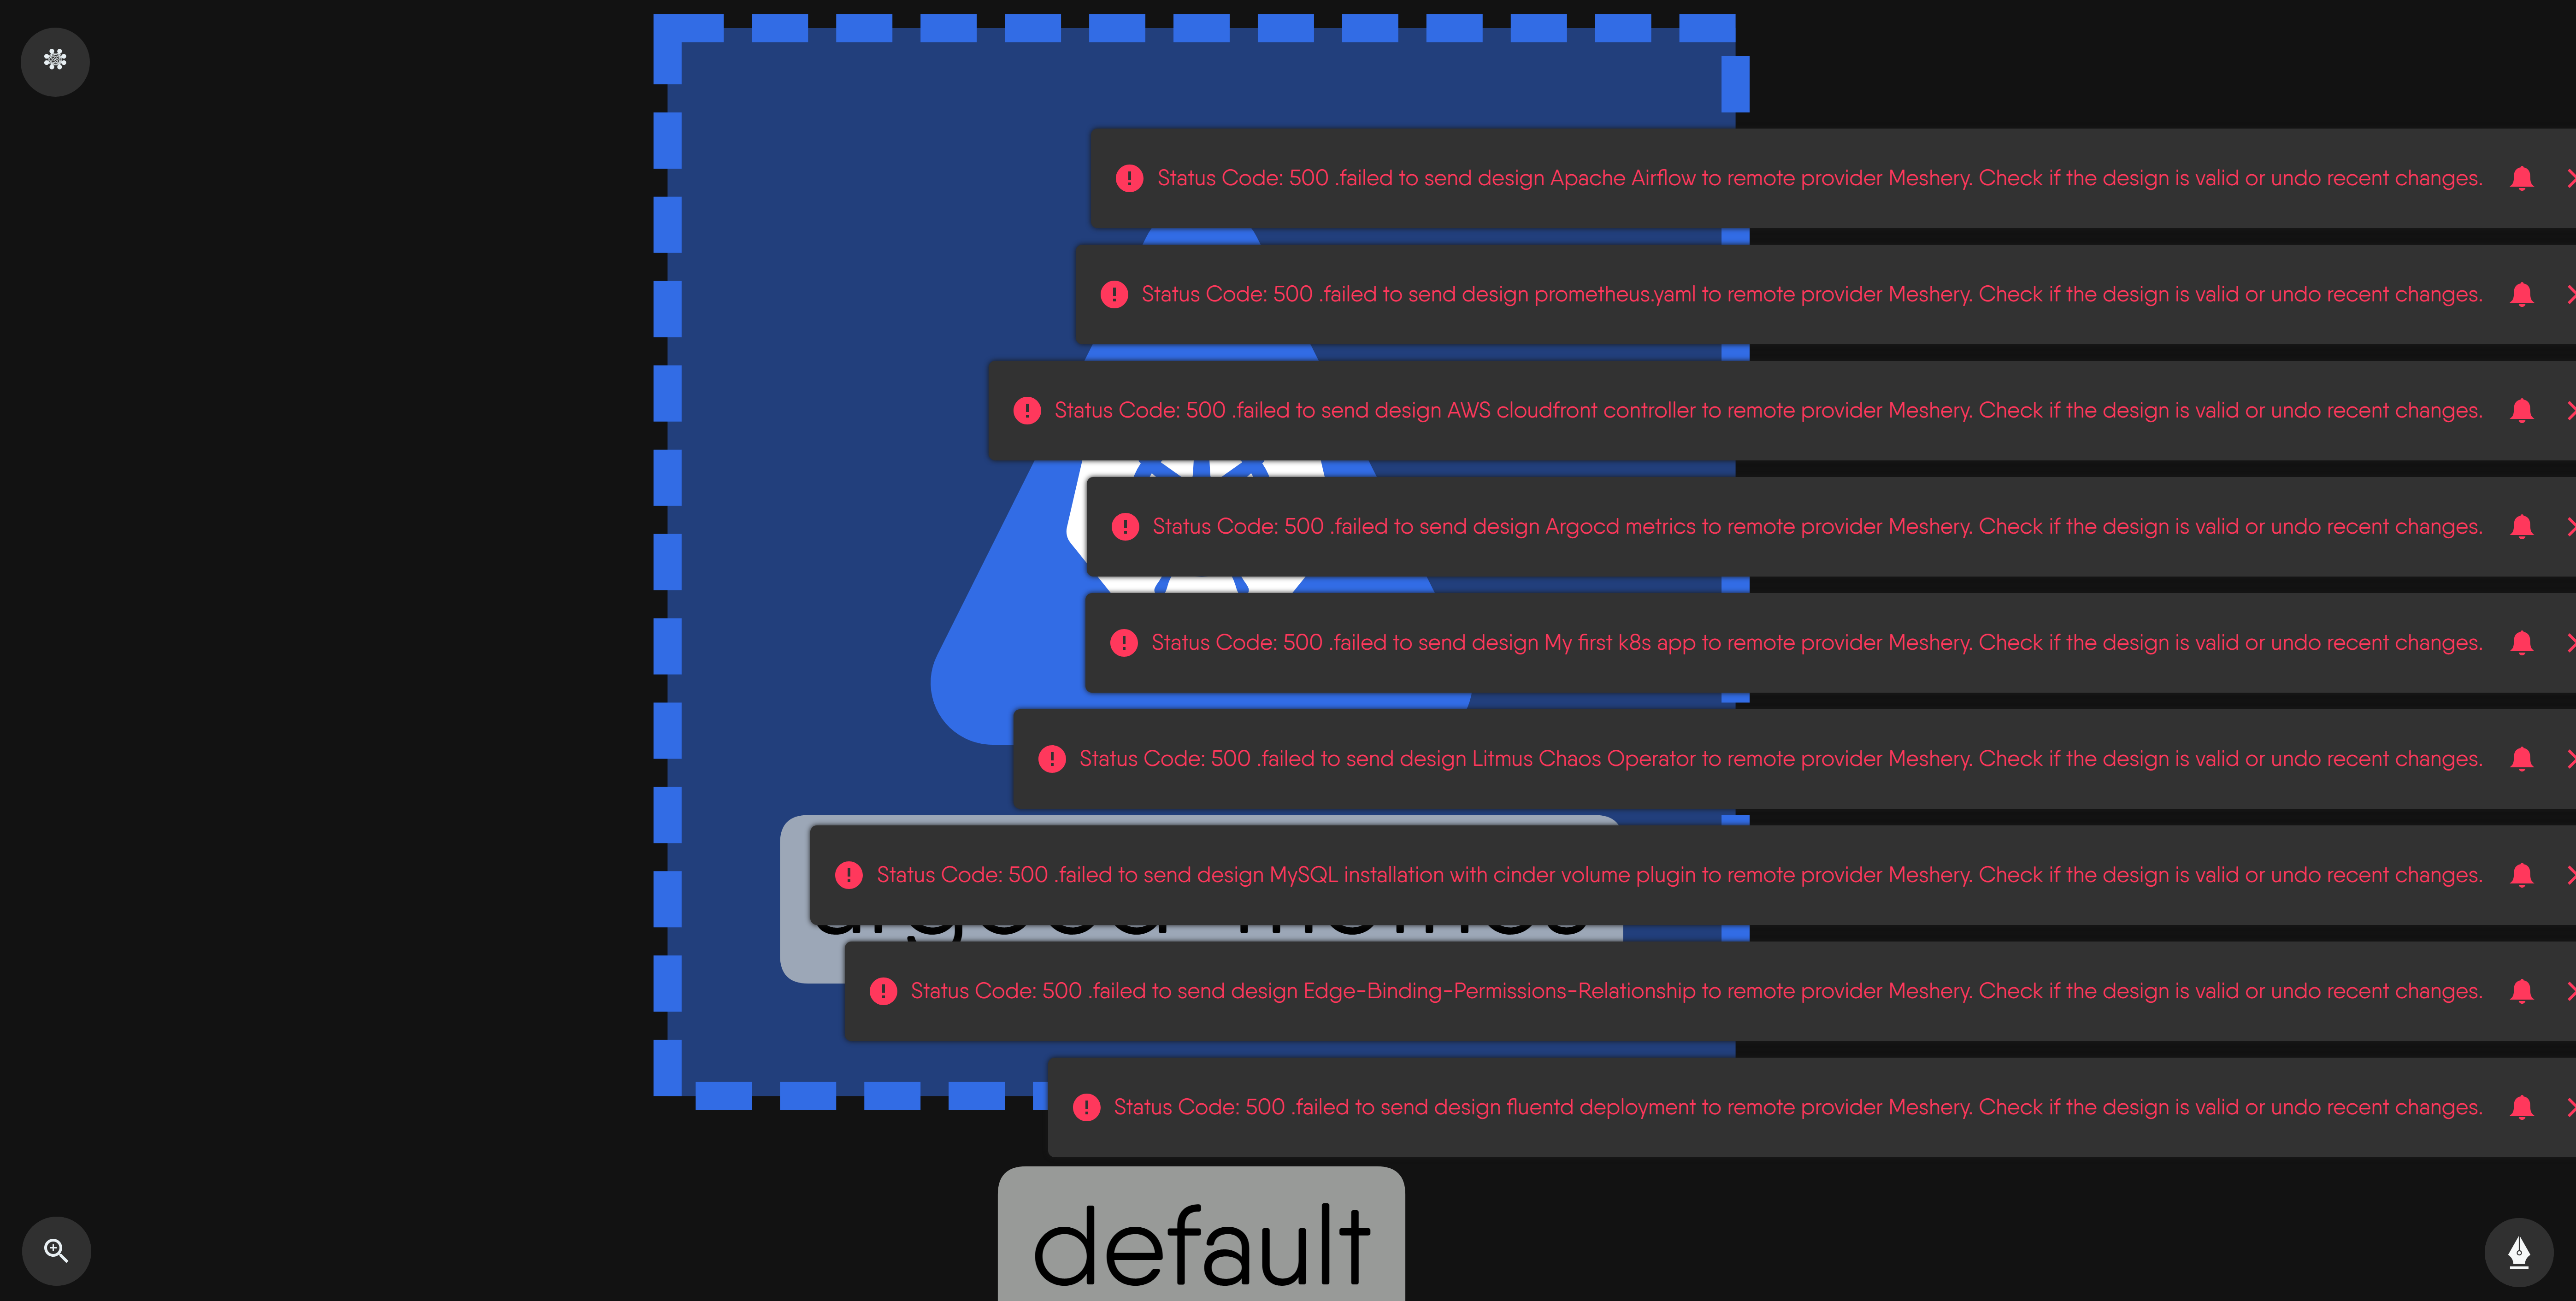 Status Code: 500 .failed to send design Apache Airflow to remote provider Meshery. Check if the design is valid or undo recent changes.
Status Code: 500 .failed to send design prometheus.yaml to remote provider Meshery. Check if the design is valid or undo recent changes.
Status Code: 500 .failed to send design AWS cloudfront controller to remote provider Meshery. Check if the design is valid or undo recent changes.
Status Code: 500 .failed to send design Argocd metrics to remote provider Meshery. Check if the design is valid or undo recent changes.
Status Code: 500 .failed to send design My first k8s app to remote provider Meshery. Check if the design is valid or undo recent changes.
Status Code: 500 .failed to send design Litmus Chaos Operator to remote provider Meshery. Check if the design is valid or undo recent changes.
Status Code: 500 .failed to send design MySQL installation with cinder volume plugin to remote provider Meshery. Check if the design is valid or undo recent changes.
Status Code: 500 .failed to send design Edge-Binding-Permissions-Relationship to remote provider Meshery. Check if the design is valid or undo recent changes.
Status Code: 500 .failed to send design fluentd deployment to remote provider Meshery. Check if the design is valid or undo recent changes.
default